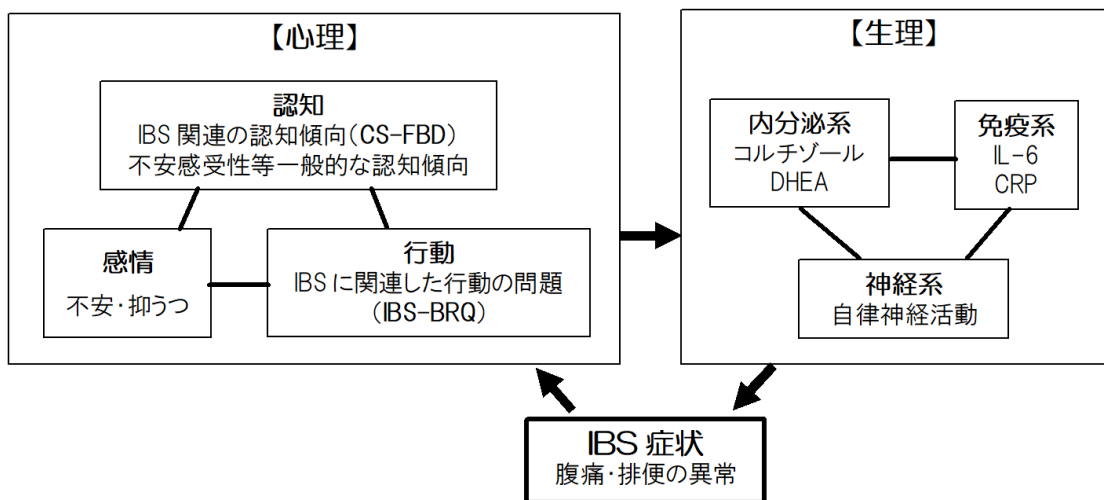 【心理】
認知
IBS 関連の認知傾向(CS-FBD)
不安感受性等一般的な認知傾向
感情
不安・抑うつ
行動
IBS に関連した行動の問題
(IBS-BRQ)
【生理】
内分泌系
コルチゾール
DHEA
免疫系
IL-6
CRP
神経系
自律神経活動
IBS 症状
腹痛・排便の異常